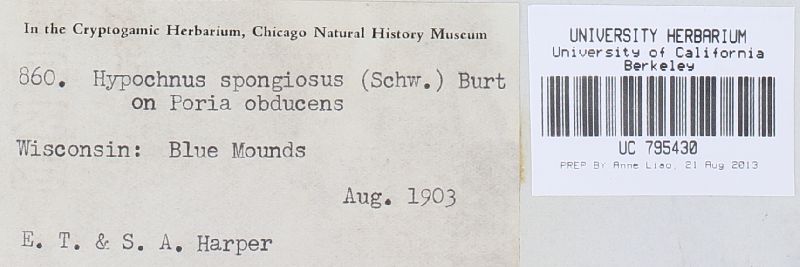 In the Cryptogamic Herbarium, Chicago Natural History Museum
860. Hypochnus spongiosus (Schw.) Burt
on Poria obducens
Wisconsin: Blue Mounds
Aug. 1903
E. T. & S. A. Harper
UNIVERSITY HERBARIUM
University of California
Berkeley
UC 795430
PREP BY Anne Liao, 21 Aug 2013